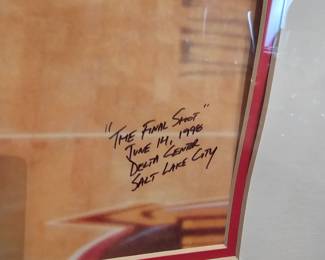 "THE FINAL SHOT"
JUNE 14, 1998
DELTA CENTER
SALT LAKE CITY